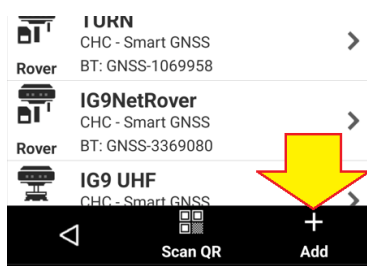 TURN
CHC - Smart GNSS
Rover
BT: GNSS-1069958
IG9NetRover
CHC - Smart GNSS
Rover
BT: GNSS-3369080
IG9 UHF
CHC - Smart GNSS
Scan QR
Add